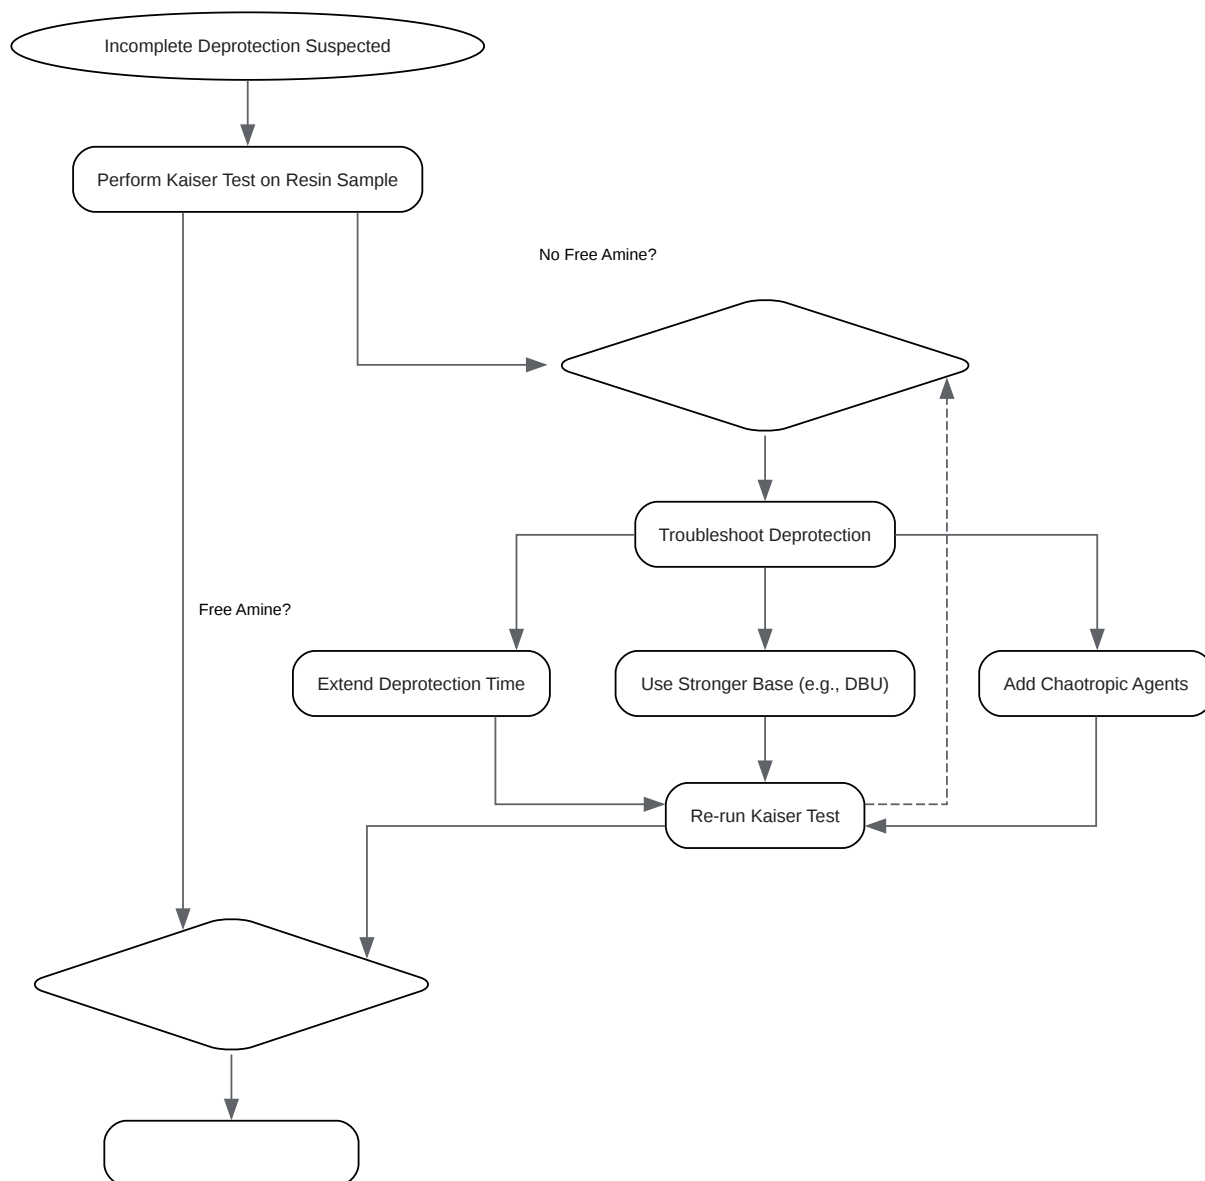 Incomplete Deprotection Suspected
Perform Kaiser Test on Resin Sample
No Free Amine?
Troubleshoot Deprotection
Free Amine?
Extend Deprotection Time
Use Stronger Base (e.g., DBU)
Add Chaotropic Agents
Re-run Kaiser Test